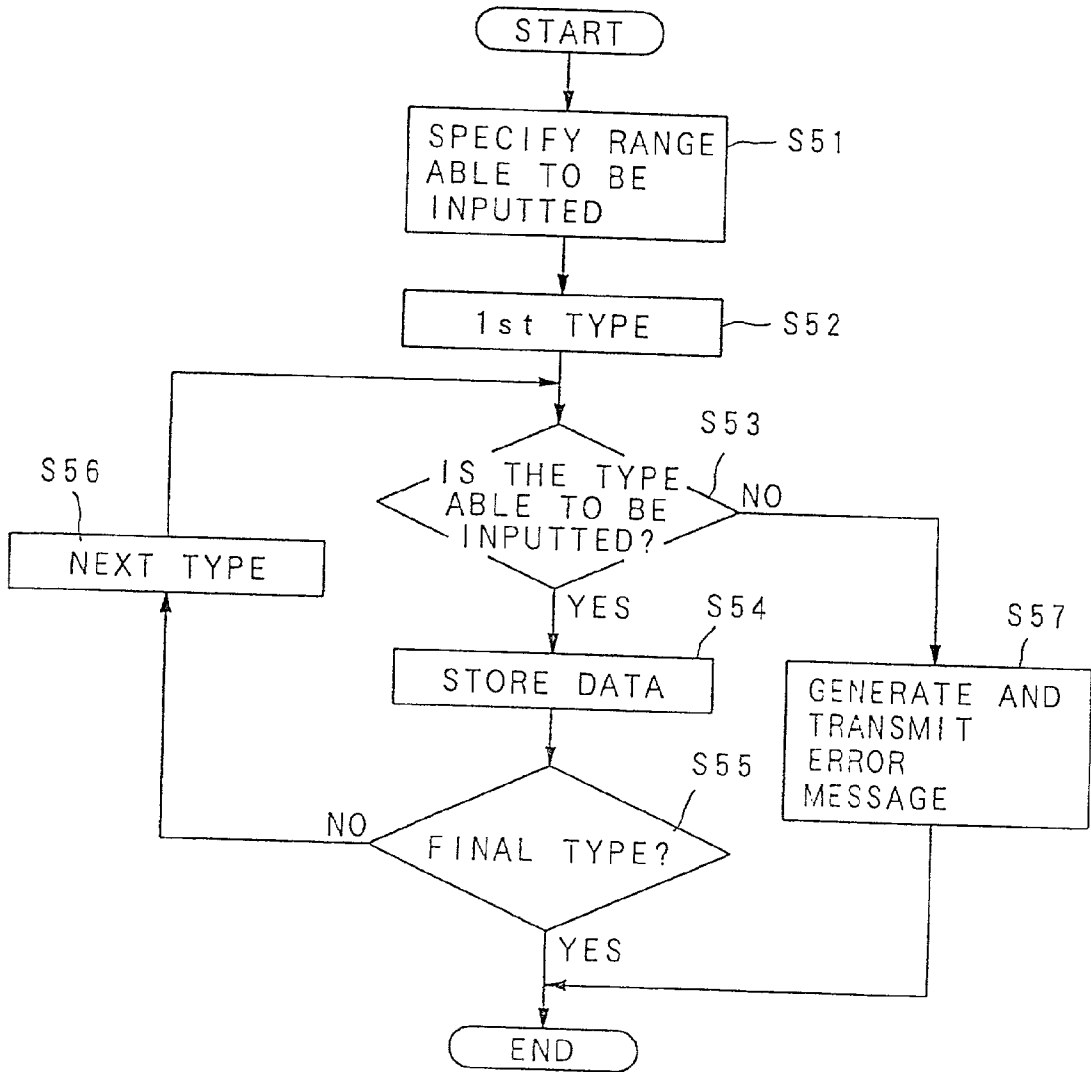 START
SPECIFY RANGE
ABLE TO BE
INPUTTED
S51
1st TYPE
S52
S53
IS THE TYPE
ABLE TO BE
INPUTTED?
NO
YES
S56
NEXT TYPE
S54
STORE DATA
S57
GENERATE AND
TRANSMIT
ERROR
MESSAGE
S55
FINAL TYPE?
NO
YES
END